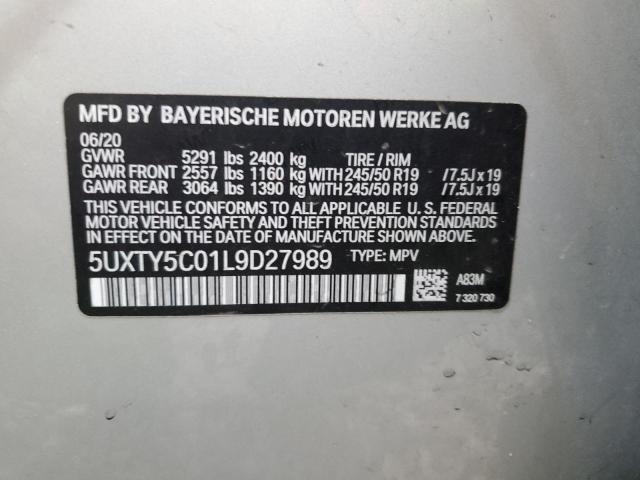 MFD BY BAYERISCHE MOTOREN WERKE AG
06/20
GVWR 5291 lbs 2400 kg TIRE / RIM
GAWR FRONT 2557 lbs 1160 kg WITH 245/50 R19 /7.5J x 19
GAWR REAR 3064 lbs 1390 kg WITH 245/50 R19 /7.5J x 19
THIS VEHICLE CONFORMS TO ALL APPLICABLE U. S. FEDERAL
MOTOR VEHICLE SAFETY AND THEFT PREVENTION STANDARDS
IN EFFECT ON THE DATE OF MANUFACTURE SHOWN ABOVE.
5UXTY5C01L9D27989 TYPE: MPV
A83M
7 320 730